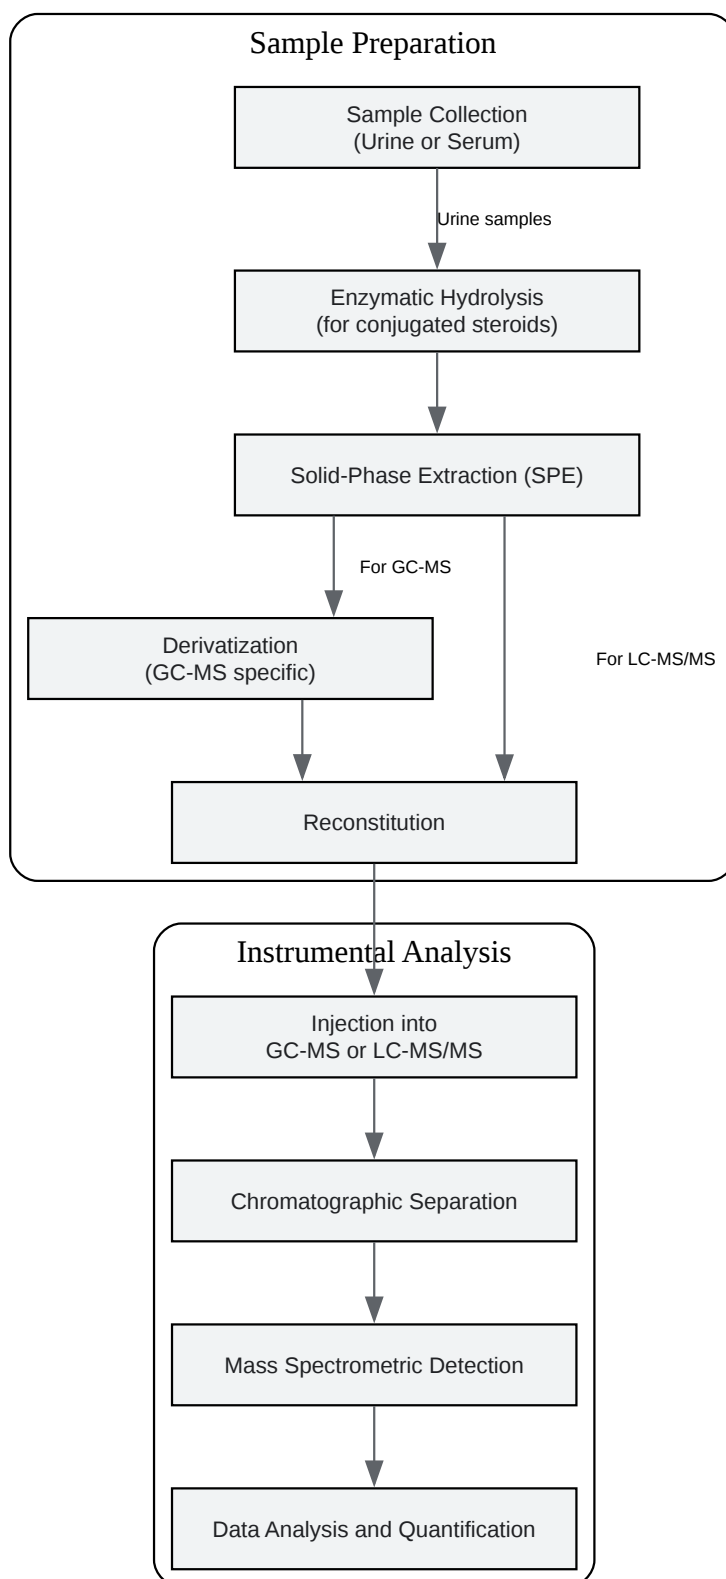 Sample Preparation
Sample Collection
(Urine or Serum)
Urine samples
Enzymatic Hydrolysis
(for conjugated steroids)
Solid-Phase Extraction (SPE)
For GC-MS
Derivatization
(GC-MS specific)
For LC-MS/MS
Reconstitution
Instrumental Analysis
Injection into
GC-MS or LC-MS/MS
Chromatographic Separation
Mass Spectrometric Detection
Data Analysis and Quantification